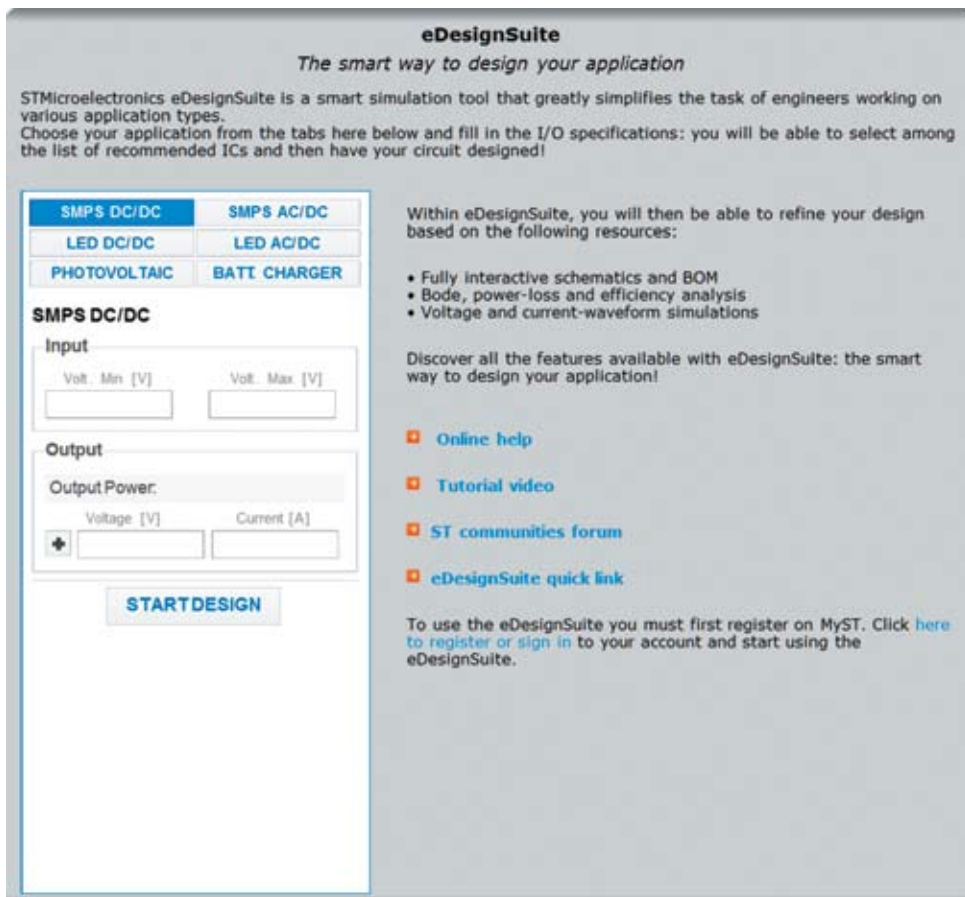 eDesignSuite
The smart way to design your application
STMicroelectronics eDesignSuite is a smart simulation tool that greatly simplifies the task of engineers working on
various application types.
Choose your application from the tabs here below and fill in the I/O specifications: you will be able to select among
the list of recommended ICs and then have your circuit designed!
SMPS DC/DC SMPS AC/DC
LED DC/DC LED AC/DC
PHOTOVOLTAIC BATT. CHARGER
SMPS DC/DC
Input
Volt. Min [V] Volt. Max [V]
Output
Output Power:
Voltage [V] Current [A]
START DESIGN
Within eDesignSuite, you will then be able to refine your design
based on the following resources:
• Fully interactive schematics and BOM
• Bode, power-loss and efficiency analysis
• Voltage and current-waveform simulations
Discover all the features available with eDesignSuite: the smart
way to design your application!
Online help
Tutorial video
ST communities forum
eDesignSuite quick link
To use the eDesignSuite you must first register on MyST. Click here
to register or sign in to your account and start using the
eDesignSuite.